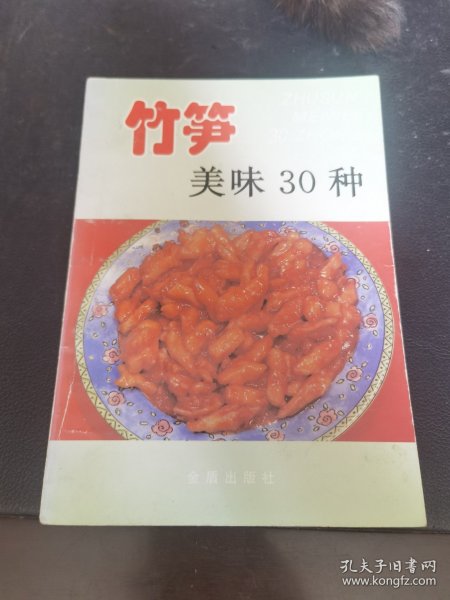 竹笋
ZHUSUN
美味 30 种
金盾出版社
孔夫子旧书网
www.kongfz.com